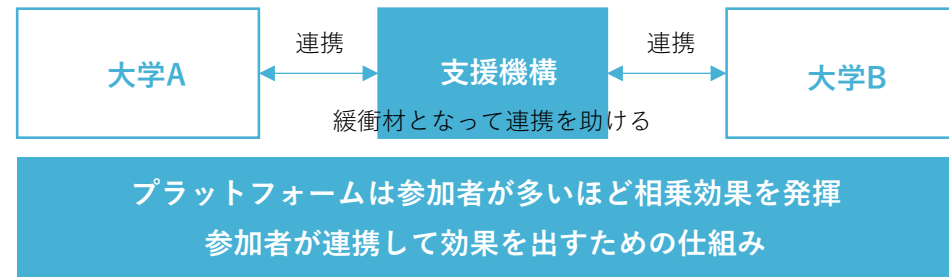 連携
連携
大学A
支援機構
大学B
緩衝材となって連携を助ける
プラットフォームは参加者が多いほど相乗効果を発揮
参加者が連携して効果を出すための仕組み